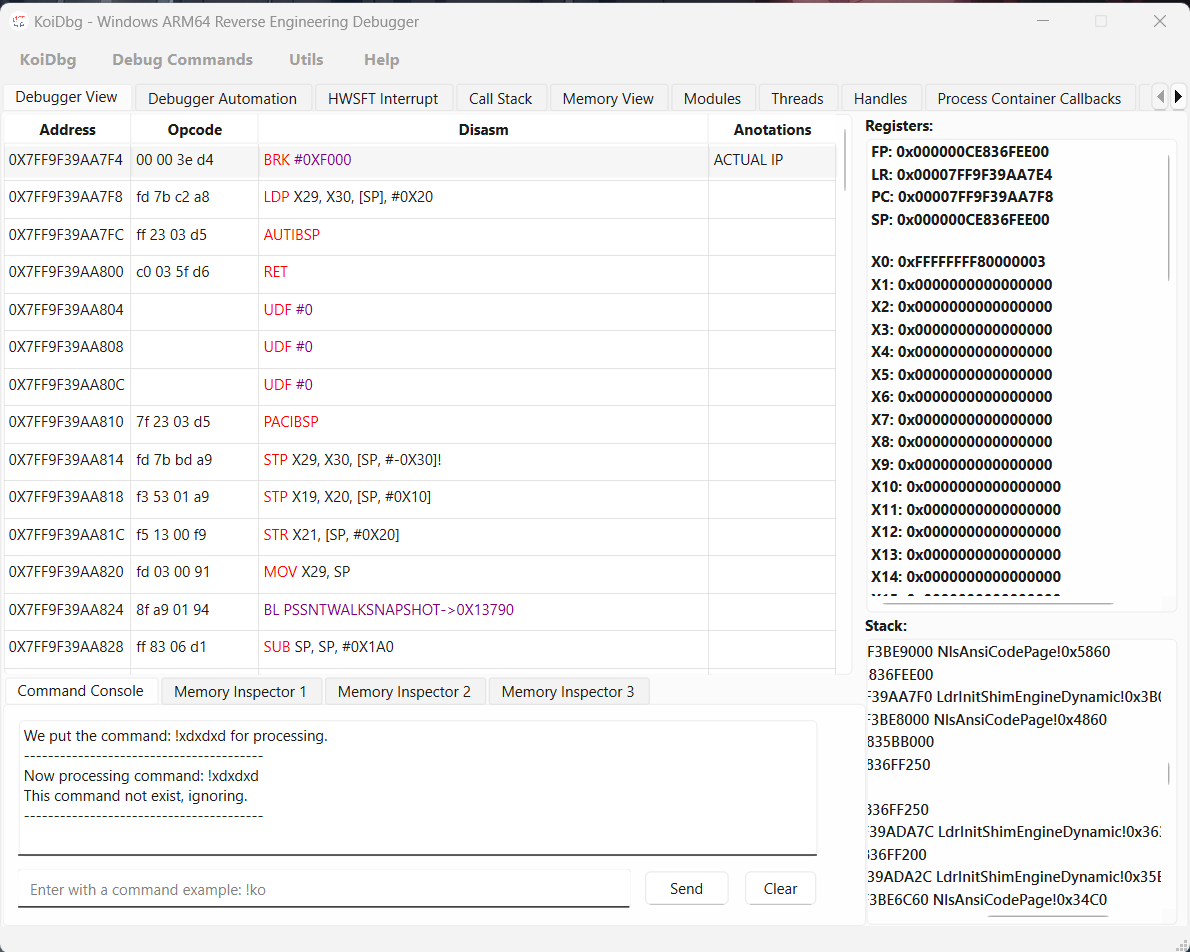 KoiDbg - Windows ARM64 Reverse Engineering Debugger
KoiDbg Debug Commands Utils Help
Debugger View Debugger Automation HWSFT Interrupt Call Stack Memory View Modules Threads Handles Process Container Callbacks
Address Opcode Disasm Anotations
0X7FF9F39AA7F4 00 00 3e d4 BRK #0XF000 ACTUAL IP
0X7FF9F39AA7F8 fd 7b c2 a8 LDP X29, X30, [SP], #0X20
0X7FF9F39AA7FC ff 23 03 d5 AUTIBSP
0X7FF9F39AA800 c0 03 5f d6 RET
0X7FF9F39AA804 UDF #0
0X7FF9F39AA808 UDF #0
0X7FF9F39AA80C UDF #0
0X7FF9F39AA810 7f 23 03 d5 PACIBSP
0X7FF9F39AA814 fd 7b bd a9 STP X29, X30, [SP, #-0X30]!
0X7FF9F39AA818 f3 53 01 a9 STP X19, X20, [SP, #0X10]
0X7FF9F39AA81C f5 13 00 f9 STR X21, [SP, #0X20]
0X7FF9F39AA820 fd 03 00 91 MOV X29, SP
0X7FF9F39AA824 8f a9 01 94 BL PSSNTWALKSNAPSHOT->0X13790
0X7FF9F39AA828 ff 83 06 d1 SUB SP, SP, #0X1A0
Registers:
FP: 0x000000CE836FEE00
LR: 0x00007FF9F39AA7E4
PC: 0x00007FF9F39AA7F8
SP: 0x000000CE836FEE00
X0: 0xFFFFFFFF80000003
X1: 0x0000000000000000
X2: 0x0000000000000000
X3: 0x0000000000000000
X4: 0x0000000000000000
X5: 0x0000000000000000
X6: 0x0000000000000000
X7: 0x0000000000000000
X8: 0x0000000000000000
X9: 0x0000000000000000
X10: 0x0000000000000000
X11: 0x0000000000000000
X12: 0x0000000000000000
X13: 0x0000000000000000
X14: 0x0000000000000000
Stack:
F3BE9000 NlsAnsiCodePage!0x5860
836FEE00
F39AA7F0 LdrInitShimEngineDynamic!0x3B
F3BE8000 NlsAnsiCodePage!0x4860
835BB000
836FF250
836FF250
F39ADA7C LdrInitShimEngineDynamic!0x36
836FF200
F39ADA2C LdrInitShimEngineDynamic!0x35
F3BE6C60 NlsAnsiCodePage!0x34C0
Command Console Memory Inspector 1 Memory Inspector 2 Memory Inspector 3
We put the command: !xdxdxd for processing.
----------------------------------------
Now processing command: !xdxdxd
This command not exist, ignoring.
----------------------------------------
Enter with a command example: !ko
Send Clear